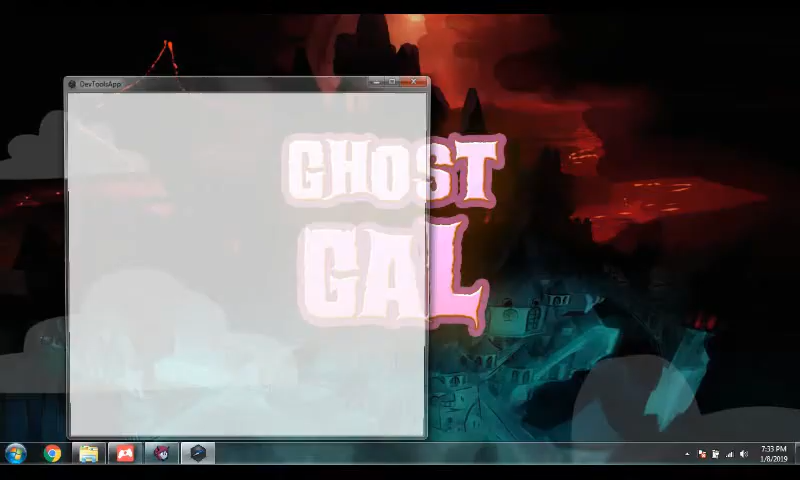 DevToolsApp
GHOST
GAL
7:33 PM
1/8/2019